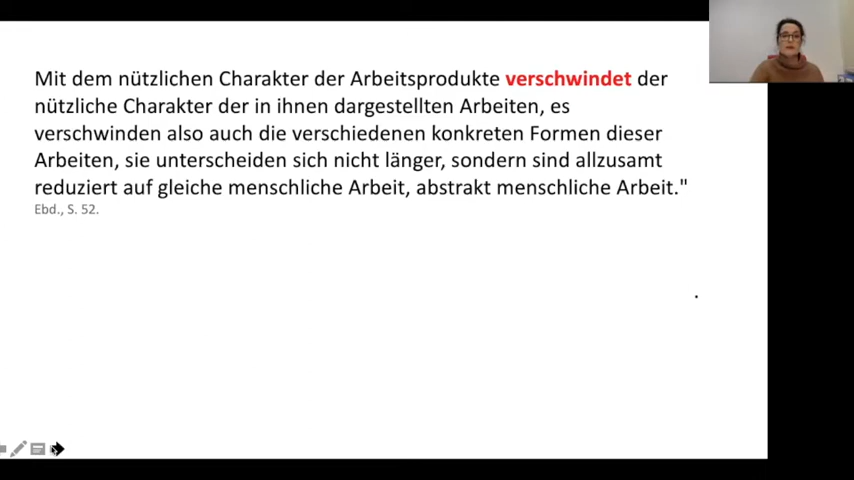 Mit dem nützlichen Charakter der Arbeitsprodukte verschwindet der
nützliche Charakter der in ihnen dargestellten Arbeiten, es
verschwinden also auch die verschiedenen konkreten Formen dieser
Arbeiten, sie unterscheiden sich nicht länger, sondern sind allzusamt
reduziert auf gleiche menschliche Arbeit, abstrakt menschliche Arbeit."
Ebd., S. 52.
.